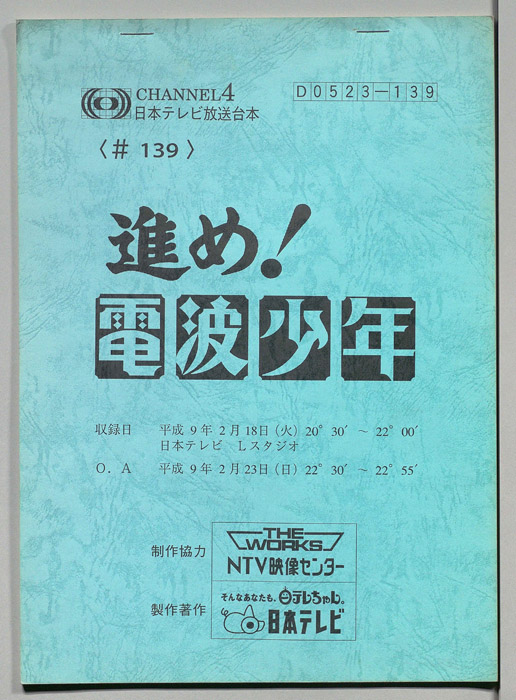 CHANNEL4
日本テレビ放送台本
D0523-139
〈# 139〉
進め!
電波少年
収録日 平成 9 年 2 月 18日 (火) 20° 30′ ~ 22° 00′
日本テレビ Lスタジオ
O. A 平成 9 年 2 月 23日 (日) 22° 30′ ~ 22° 55′
制作協力
THE
WORKS
NTV映像センター
製作著作
そんなあなたも、日テレちゃん。
日本テレビ